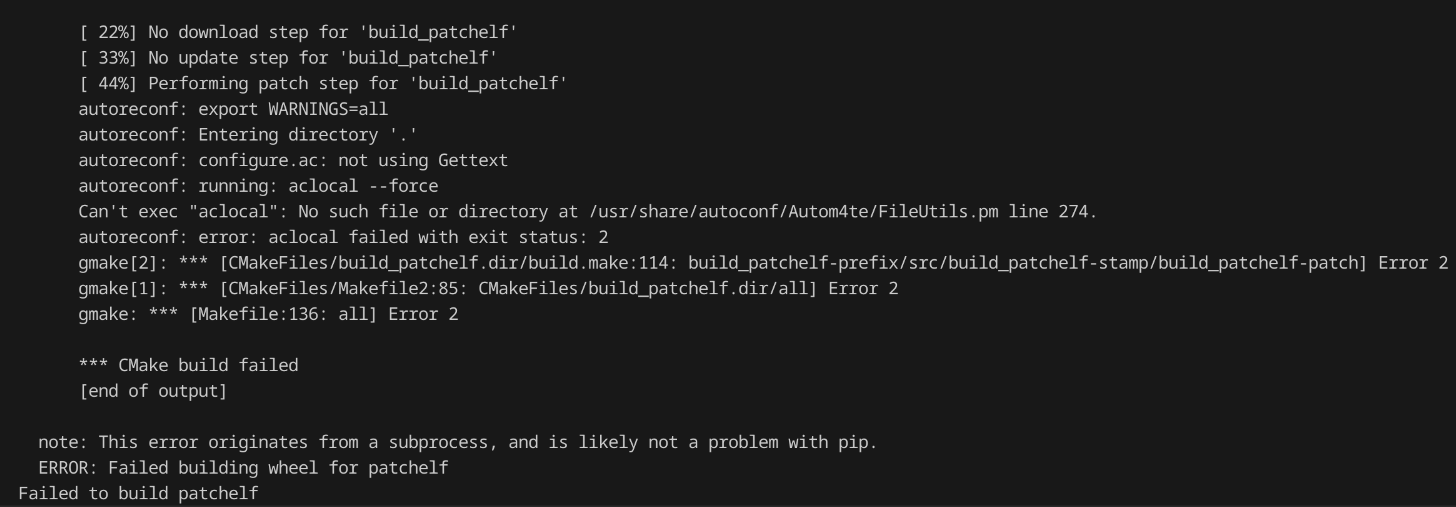 [ 22%] No download step for 'build_patchelf'
[ 33%] No update step for 'build_patchelf'
[ 44%] Performing patch step for 'build_patchelf'
autoreconf: export WARNINGS=all
autoreconf: Entering directory '.'
autoreconf: configure.ac: not using Gettext
autoreconf: running: aclocal --force
Can't exec "aclocal": No such file or directory at /usr/share/autoconf/Autom4te/FileUtils.pm line 274.
autoreconf: error: aclocal failed with exit status: 2
gmake[2]: *** [CMakeFiles/build_patchelf.dir/build.make:114: build_patchelf-prefix/src/build_patchelf-stamp/build_patchelf-patch] Error 2
gmake[1]: *** [CMakeFiles/Makefile2:85: CMakeFiles/build_patchelf.dir/all] Error 2
gmake: *** [Makefile:136: all] Error 2
*** CMake build failed
[end of output]
note: This error originates from a subprocess, and is likely not a problem with pip.
ERROR: Failed building wheel for patchelf
Failed to build patchelf